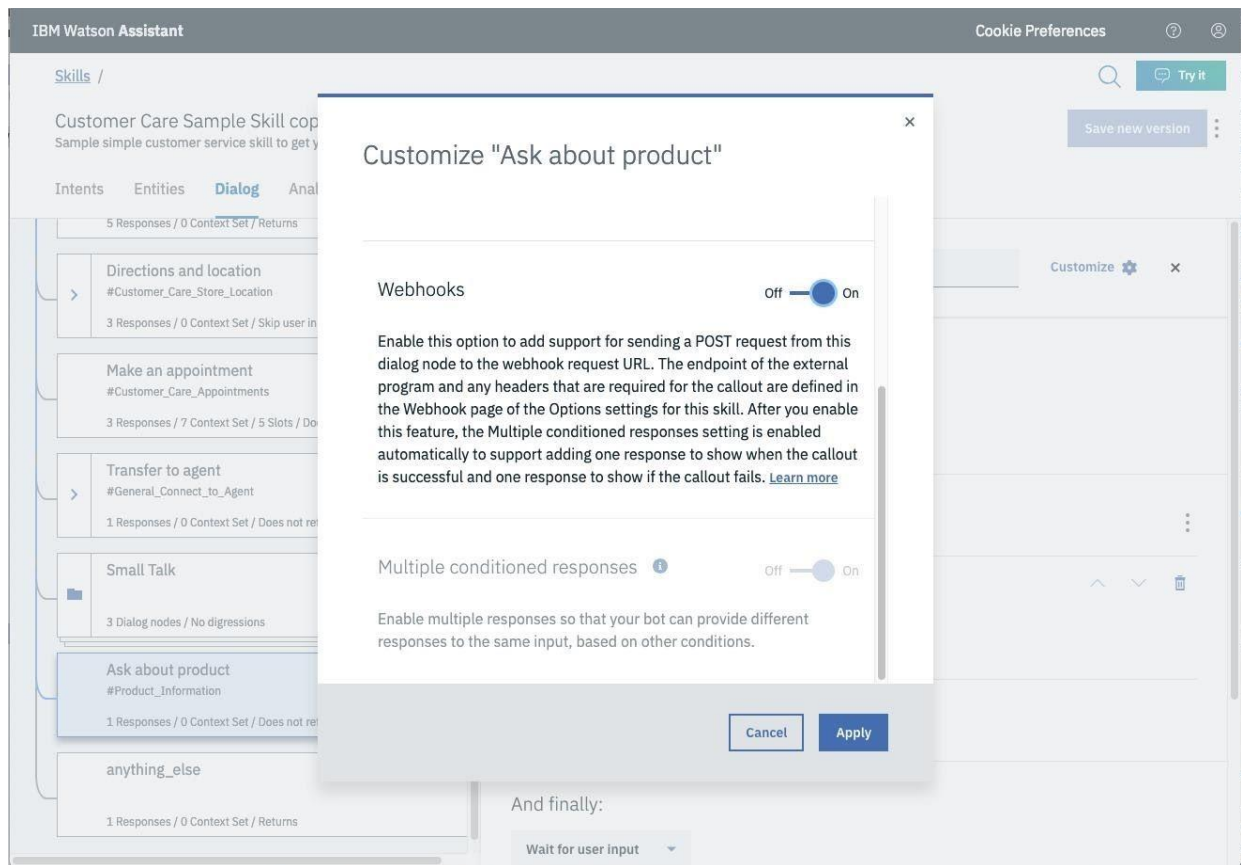 IBM Watson Assistant
Cookie Preferences
Skills /
Try it
Customer Care Sample Skill cop
Sample simple customer service skill to get y
Save new version
Intents Entities Dialog Anal
5 Responses / 0 Context Set / Returns
Directions and location
#Customer_Care_Store_Location
3 Responses / 0 Context Set / Skip user in
Make an appointment
#Customer_Care_Appointments
3 Responses / 7 Context Set / 5 Slots / Do
Transfer to agent
#General_Connect_to_Agent
1 Responses / 0 Context Set / Does not ret
Small Talk
3 Dialog nodes / No digressions
Ask about product
#Product_Information
1 Responses / 0 Context Set / Does not ret
anything_else
1 Responses / 0 Context Set / Returns
Customize "Ask about product"
Webhooks
Off On
Enable this option to add support for sending a POST request from this
dialog node to the webhook request URL. The endpoint of the external
program and any headers that are required for the callout are defined in
the Webhook page of the Options settings for this skill. After you enable
this feature, the Multiple conditioned responses setting is enabled
automatically to support adding one response to show when the callout
is successful and one response to show if the callout fails. Learn more
Multiple conditioned responses
Off On
Enable multiple responses so that your bot can provide different
responses to the same input, based on other conditions.
Cancel Apply
Customize
And finally:
Wait for user input